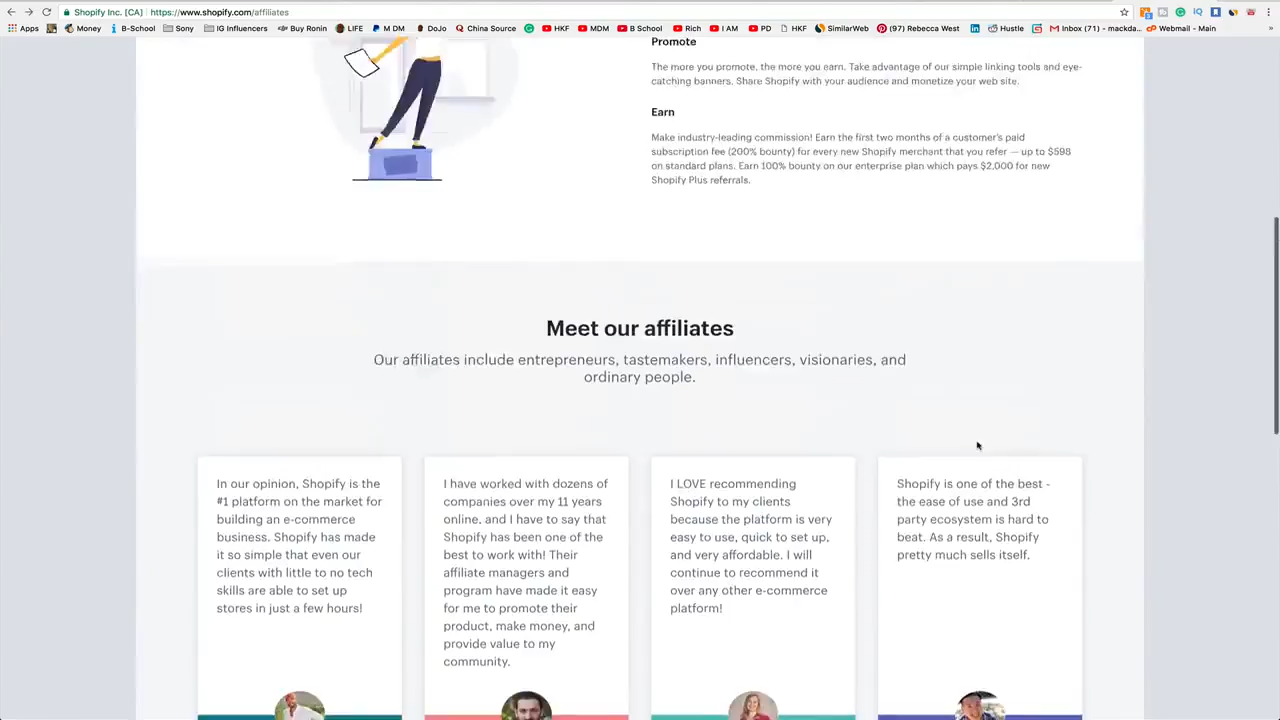 Shopify Inc. [CA] https://www.shopify.com/affiliates
Apps Money B-School Sony IG Influencers Buy Ronin LIFE M DM DoJo China Source HKF MDM B School Rich I AM PD HKF SimilarWeb (97) Rebecca West Hustle Inbox (71) - mackda... Webmail - Main »
Promote
The more you promote, the more you earn. Take advantage of our simple linking tools and eye-
catching banners. Share Shopify with your audience and monetize your web site.
Earn
Make industry-leading commission! Earn the first two months of a customer's paid
subscription fee (200% bounty) for every new Shopify merchant that you refer — up to $598
on standard plans. Earn 100% bounty on our enterprise plan which pays $2,000 for new
Shopify Plus referrals.
Meet our affiliates
Our affiliates include entrepreneurs, tastemakers, influencers, visionaries, and
ordinary people.
In our opinion, Shopify is the
#1 platform on the market for
building an e-commerce
business. Shopify has made
it so simple that even our
clients with little to no tech
skills are able to set up
stores in just a few hours!
I have worked with dozens of
companies over my 11 years
online, and I have to say that
Shopify has been one of the
best to work with! Their
affiliate managers and
program have made it easy
for me to promote their
product, make money, and
provide value to my
community.
I LOVE recommending
Shopify to my clients
because the platform is very
easy to use, quick to set up,
and very affordable. I will
continue to recommend it
over any other e-commerce
platform!
Shopify is one of the best -
the ease of use and 3rd
party ecosystem is hard to
beat. As a result, Shopify
pretty much sells itself.